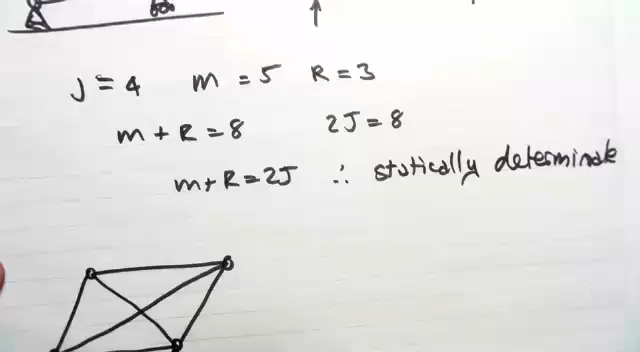 J = 4 m = 5 R = 3
m + R = 8 2J = 8
m + R = 2J ∴ statically determinate